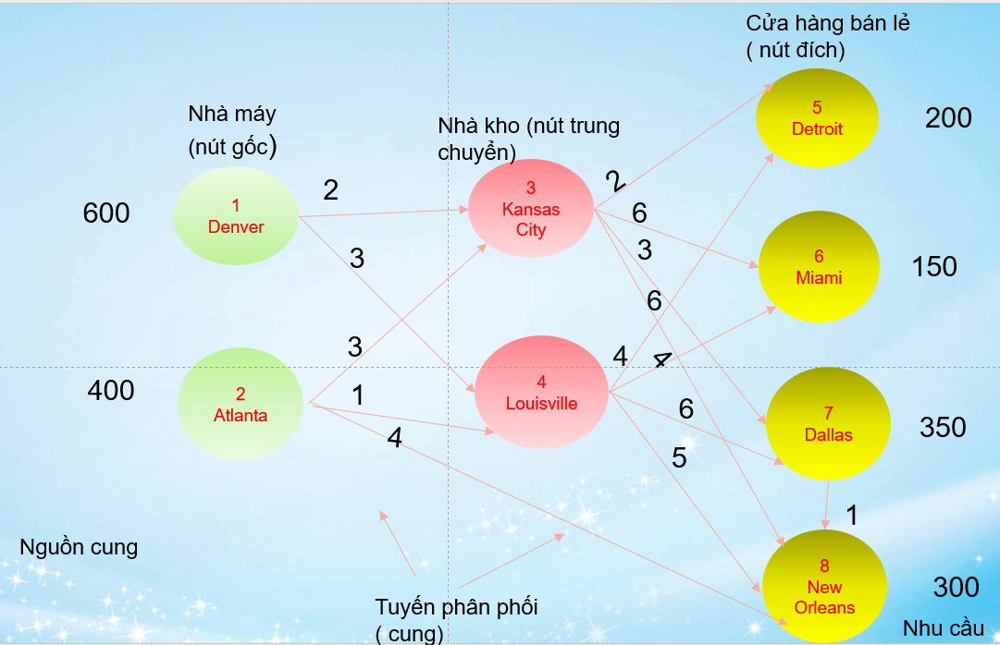 Cửa hàng bán lẻ
( nút đích)
Nhà máy
(nút gốc)
Nhà kho (nút trung
chuyển)
5
Detroit
200
600
1
Denver
2
3
Kansas
City
2
6
3
6
3
6
Miami
150
3
400
2
Atlanta
1
4
4
Louisville
4
4
6
5
7
Dallas
350
1
8
New
Orleans
300
Nguồn cung
Tuyến phân phối
( cung)
Nhu cầu